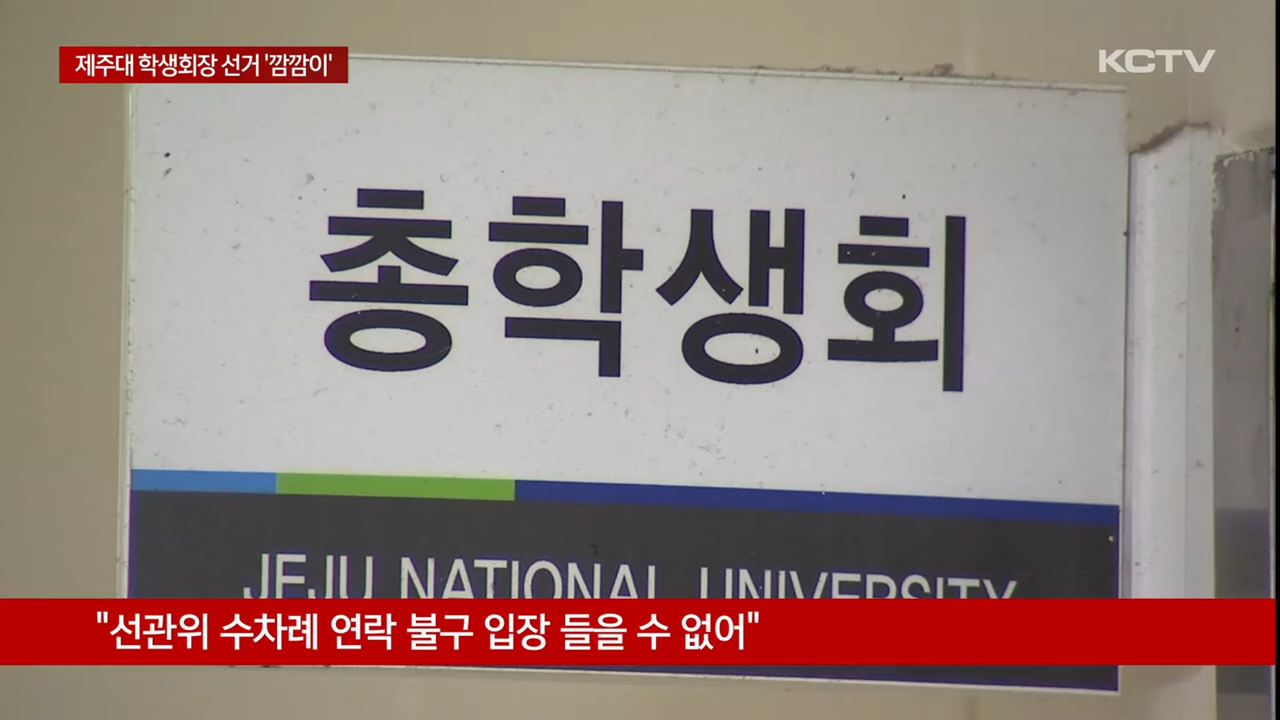 제주대 학생회장 선거 '깜깜이'
KCTV
총학생회
JEJU NATIONAL UNIVERSITY
"선관위 수차례 연락 불구 입장 들을 수 없어"